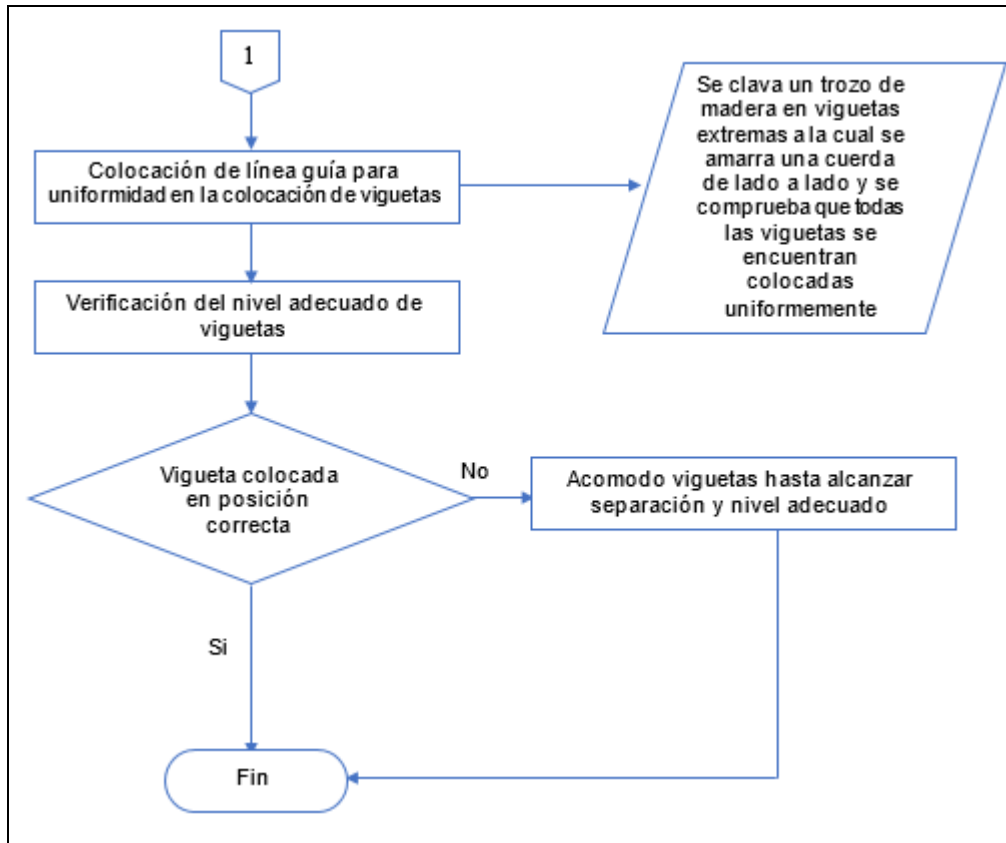 1
Colocación de línea guía para
uniformidad en la colocación de viguetas
Se clava un trozo de
madera en viguetas
extremas a la cual se
amarra una cuerda
de lado a lado y se
comprueba que todas
las viguetas se
encuentran
colocadas
uniformemente
Verificación del nivel adecuado de
viguetas
Vigueta colocada
en posición
correcta
No
Acomodo viguetas hasta alcanzar
separación y nivel adecuado
Si
Fin